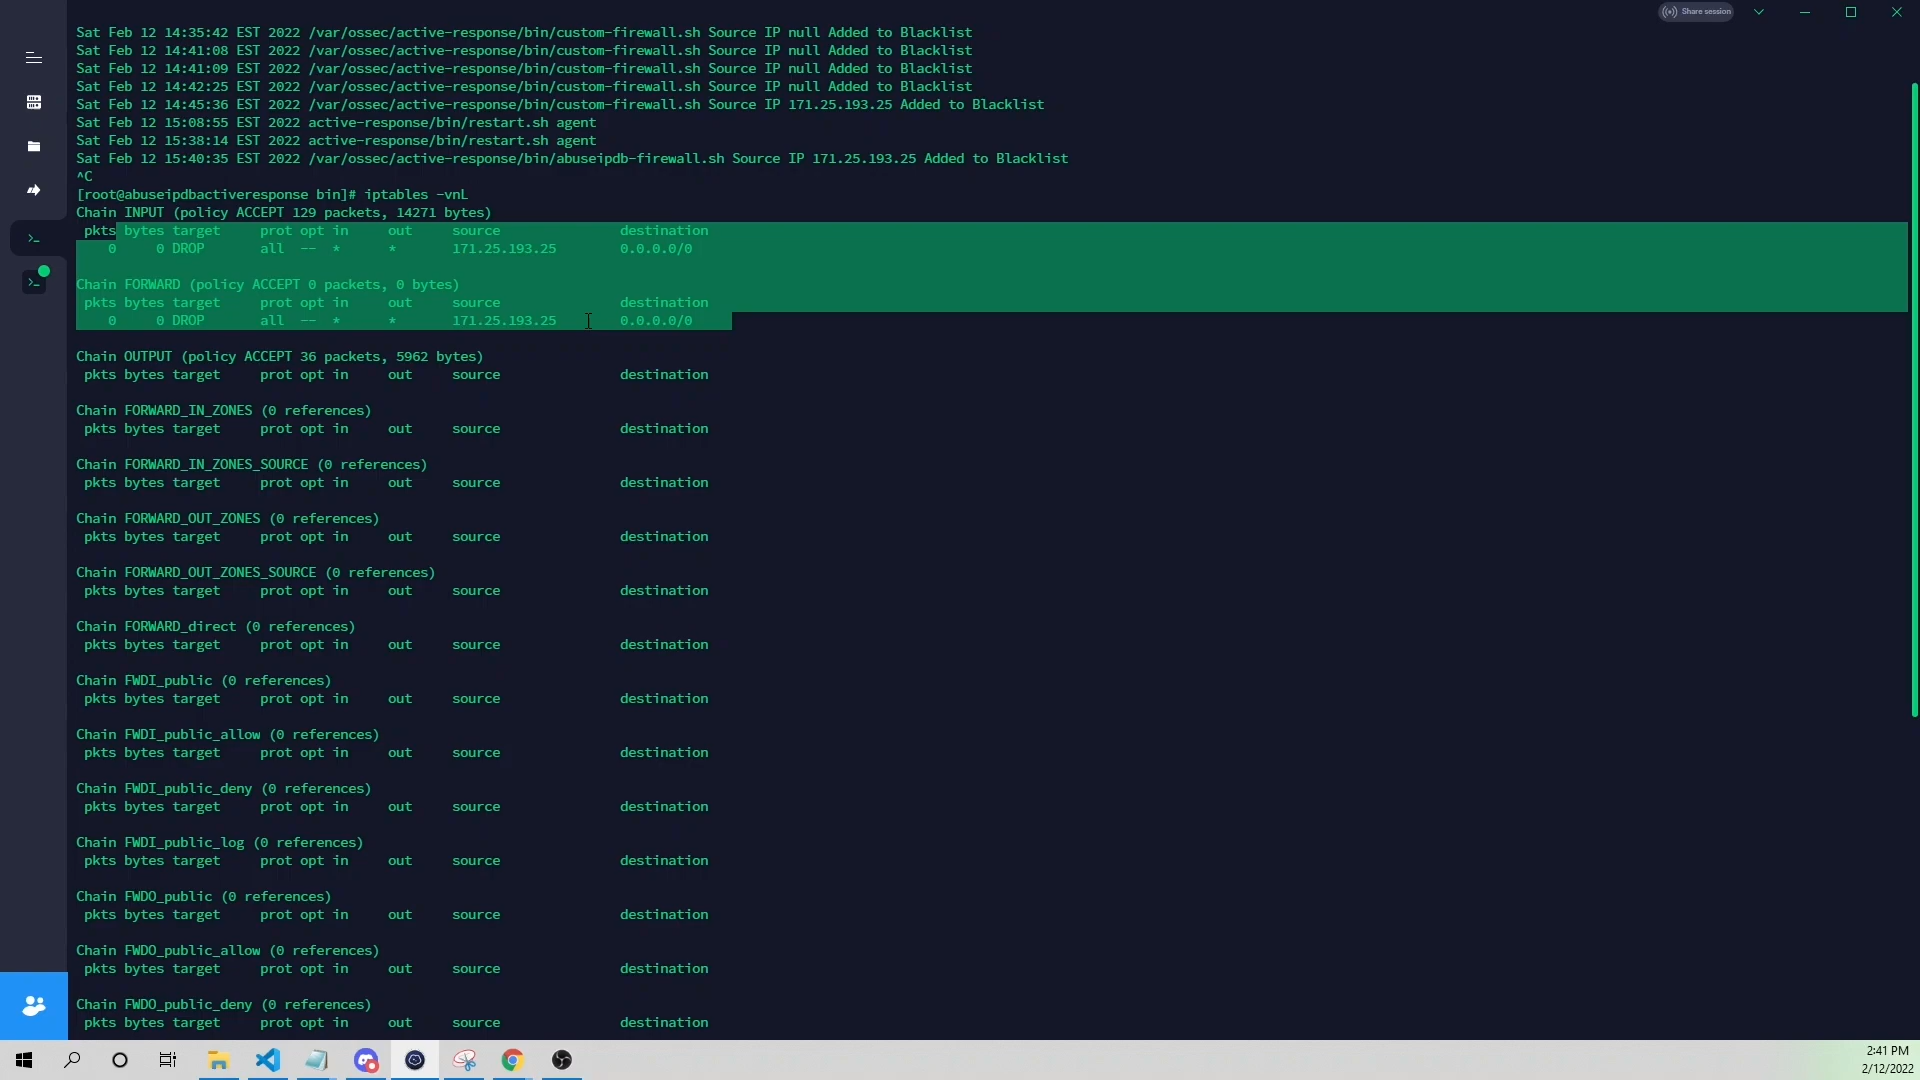 Share session
Sat Feb 12 14:35:42 EST 2022 /var/ossec/active-response/bin/custom-firewall.sh Source IP null Added to Blacklist
Sat Feb 12 14:41:08 EST 2022 /var/ossec/active-response/bin/custom-firewall.sh Source IP null Added to Blacklist
Sat Feb 12 14:41:09 EST 2022 /var/ossec/active-response/bin/custom-firewall.sh Source IP null Added to Blacklist
Sat Feb 12 14:42:25 EST 2022 /var/ossec/active-response/bin/custom-firewall.sh Source IP null Added to Blacklist
Sat Feb 12 14:45:36 EST 2022 /var/ossec/active-response/bin/custom-firewall.sh Source IP 171.25.193.25 Added to Blacklist
Sat Feb 12 15:08:55 EST 2022 active-response/bin/restart.sh agent
Sat Feb 12 15:38:14 EST 2022 active-response/bin/restart.sh agent
Sat Feb 12 15:40:35 EST 2022 /var/ossec/active-response/bin/abuseipdb-firewall.sh Source IP 171.25.193.25 Added to Blacklist
^C
[root@abuseipdbactiveresponse bin]# iptables -vnL
Chain INPUT (policy ACCEPT 129 packets, 14271 bytes)
pkts bytes target prot opt in out source destination
0 0 DROP all -- * * 171.25.193.25 0.0.0.0/0
Chain FORWARD (policy ACCEPT 0 packets, 0 bytes)
pkts bytes target prot opt in out source destination
0 0 DROP all -- * * 171.25.193.25 0.0.0.0/0
Chain OUTPUT (policy ACCEPT 36 packets, 5962 bytes)
pkts bytes target prot opt in out source destination
Chain FORWARD_IN_ZONES (0 references)
pkts bytes target prot opt in out source destination
Chain FORWARD_IN_ZONES_SOURCE (0 references)
pkts bytes target prot opt in out source destination
Chain FORWARD_OUT_ZONES (0 references)
pkts bytes target prot opt in out source destination
Chain FORWARD_OUT_ZONES_SOURCE (0 references)
pkts bytes target prot opt in out source destination
Chain FORWARD_direct (0 references)
pkts bytes target prot opt in out source destination
Chain FWDI_public (0 references)
pkts bytes target prot opt in out source destination
Chain FWDI_public_allow (0 references)
pkts bytes target prot opt in out source destination
Chain FWDI_public_deny (0 references)
pkts bytes target prot opt in out source destination
Chain FWDI_public_log (0 references)
pkts bytes target prot opt in out source destination
Chain FWDO_public (0 references)
pkts bytes target prot opt in out source destination
Chain FWDO_public_allow (0 references)
pkts bytes target prot opt in out source destination
Chain FWDO_public_deny (0 references)
pkts bytes target prot opt in out source destination
2:41 PM
2/12/2022